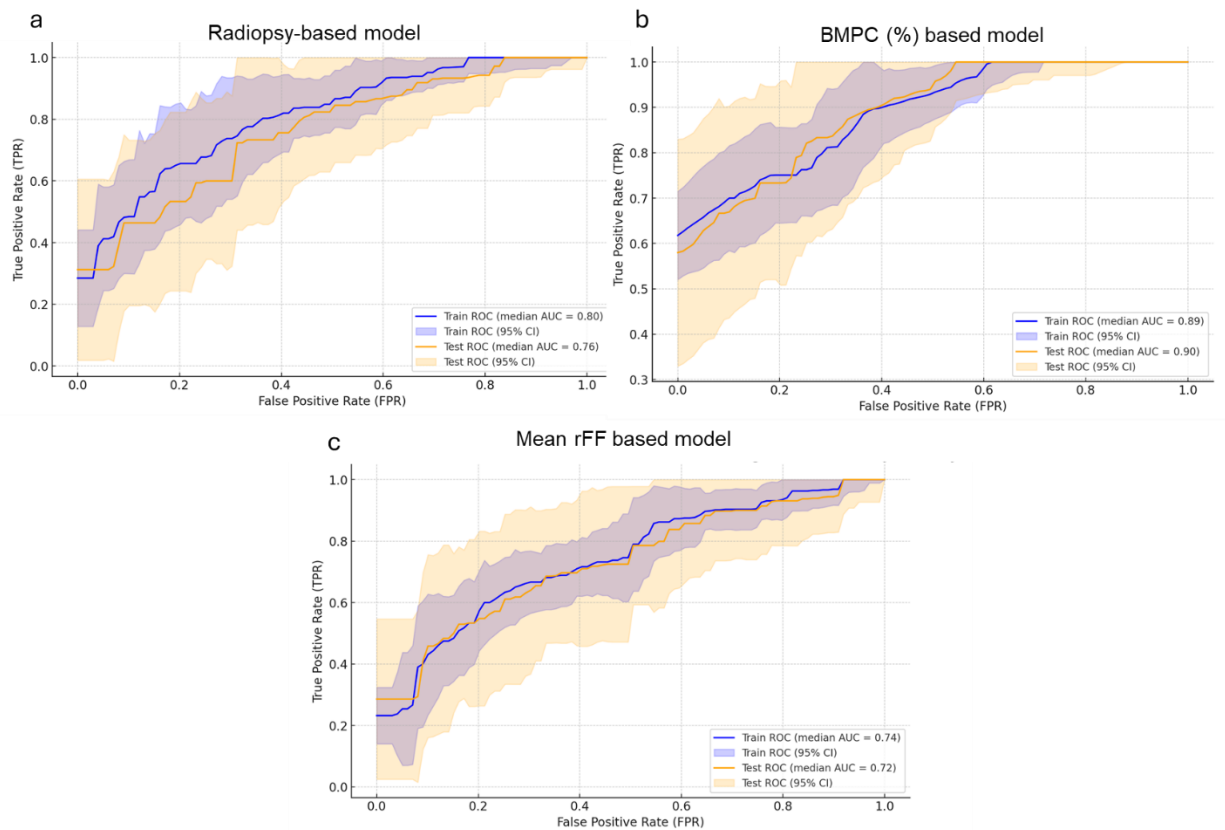 a
Radiopsy-based model
1.0
0.8
0.6
0.4
0.2
0.0
True Positive Rate (TPR)
Train ROC (median AUC = 0.80)
Train ROC (95% CI)
Test ROC (median AUC = 0.76)
Test ROC (95% CI)
0.0 0.2 0.4 0.6 0.8 1.0
False Positive Rate (FPR)
b
BMPC (%) based model
1.0
0.9
0.8
0.7
0.6
0.5
0.4
0.3
True Positive Rate (TPR)
Train ROC (median AUC = 0.89)
Train ROC (95% CI)
Test ROC (median AUC = 0.90)
Test ROC (95% CI)
0.0 0.2 0.4 0.6 0.8 1.0
False Positive Rate (FPR)
c
Mean rFF based model
1.0
0.8
0.6
0.4
0.2
0.0
True Positive Rate (TPR)
Train ROC (median AUC = 0.74)
Train ROC (95% CI)
Test ROC (median AUC = 0.72)
Test ROC (95% CI)
0.0 0.2 0.4 0.6 0.8 1.0
False Positive Rate (FPR)